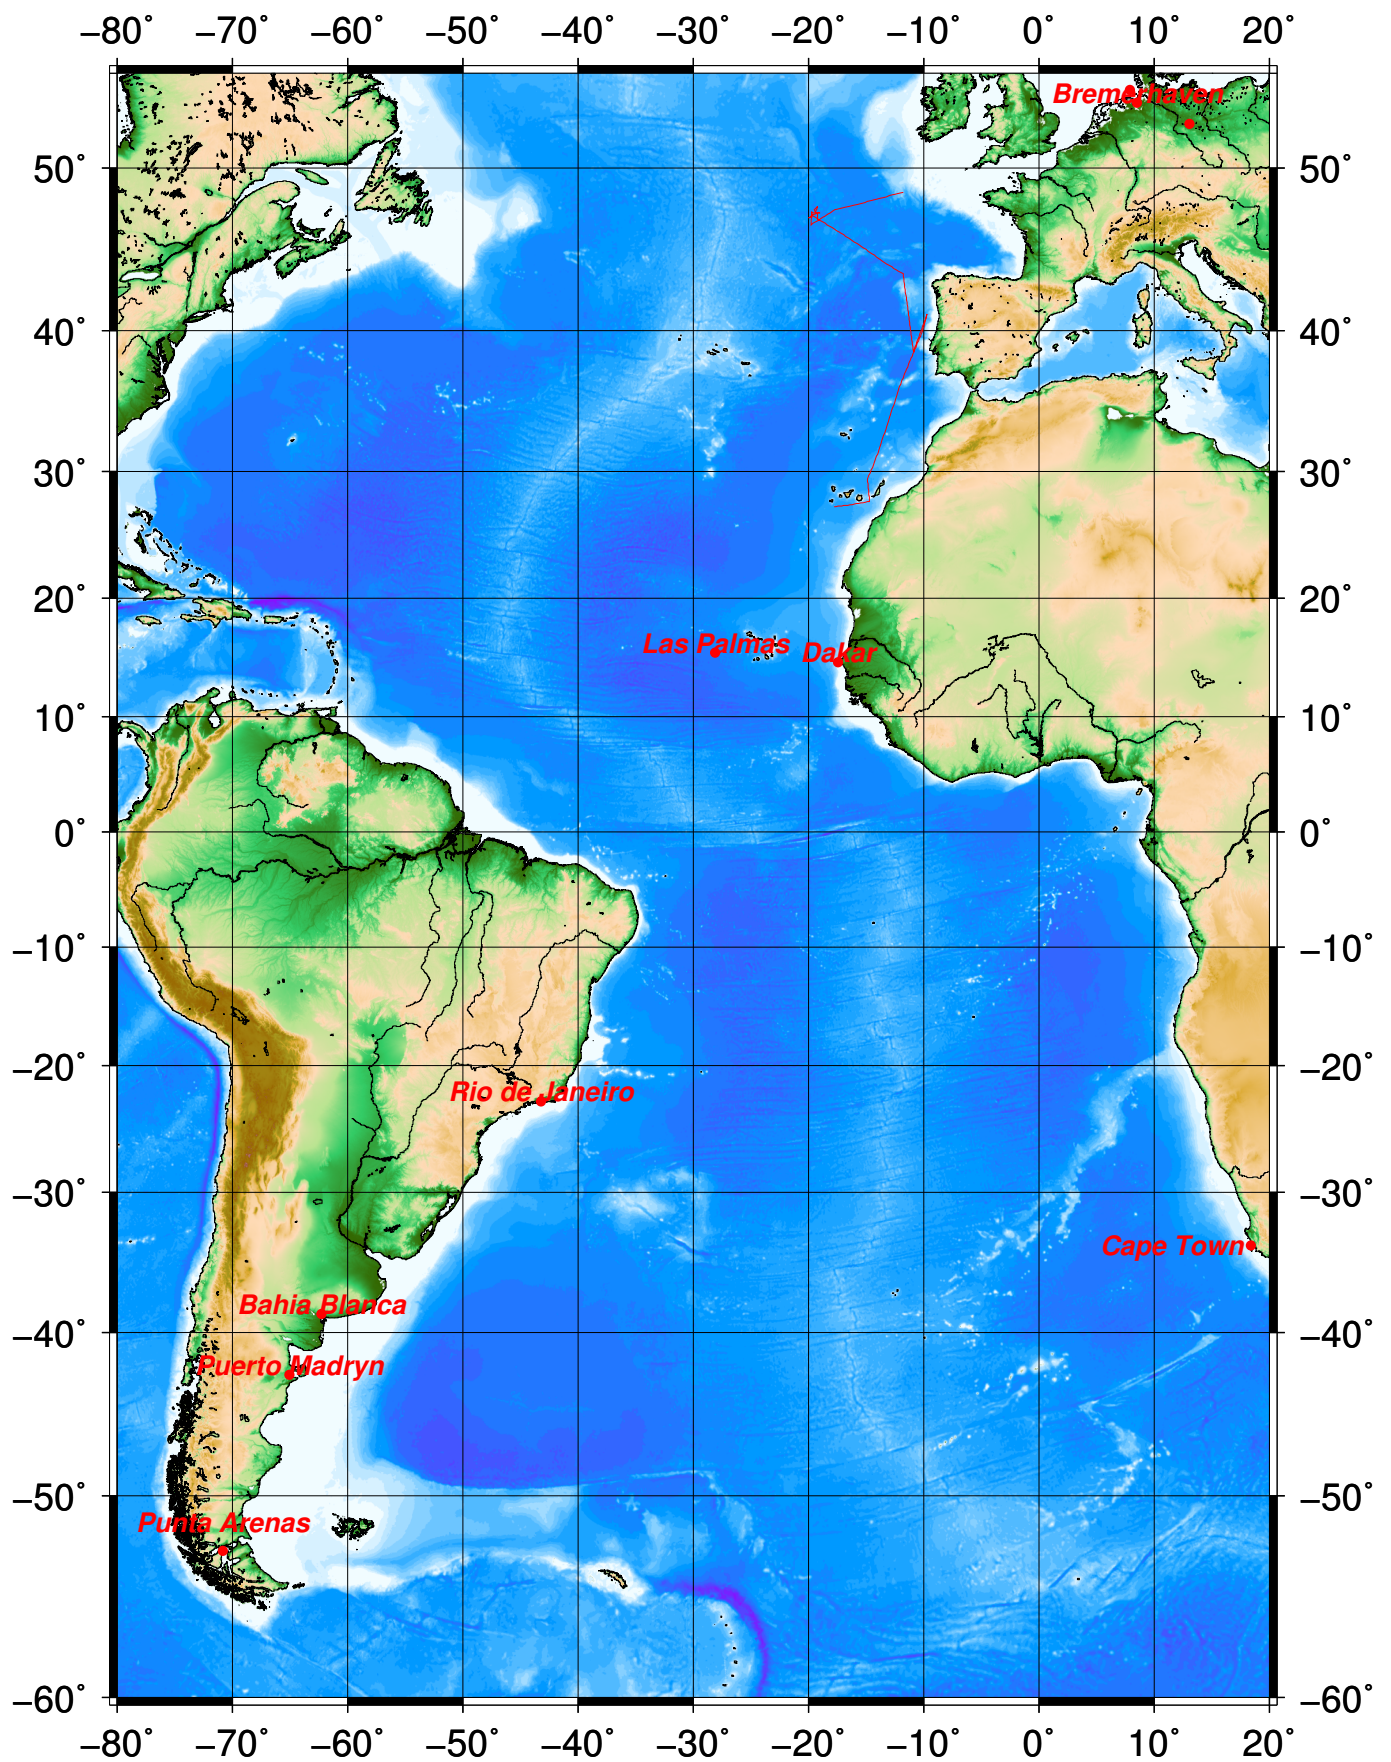 −80° −70° −60° −50° −40° −30° −20° −10° 0° 10° 20°
Bremerhaven
50° 50°
40° 40°
30° 30°
20° 20°
Las Palmas Dakar
10° 10°
0° 0°
−10° −10°
−20° −20°
Rio de Janeiro
−30° −30°
Cape Town
Bahia Blanca
−40° −40°
Puerto Madryn
−50° −50°
Punta Arenas
−60° −60°
−80° −70° −60° −50° −40° −30° −20° −10° 0° 10° 20°